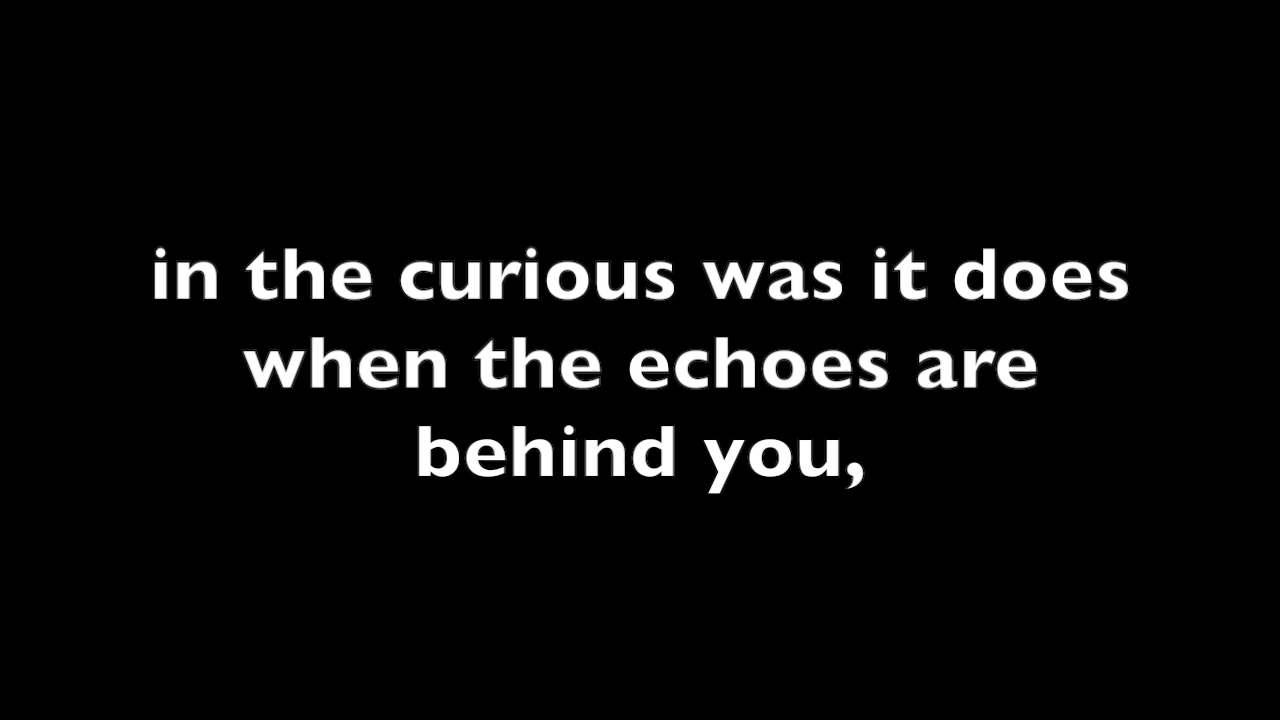 in the curious was it does
when the echoes are
behind you,